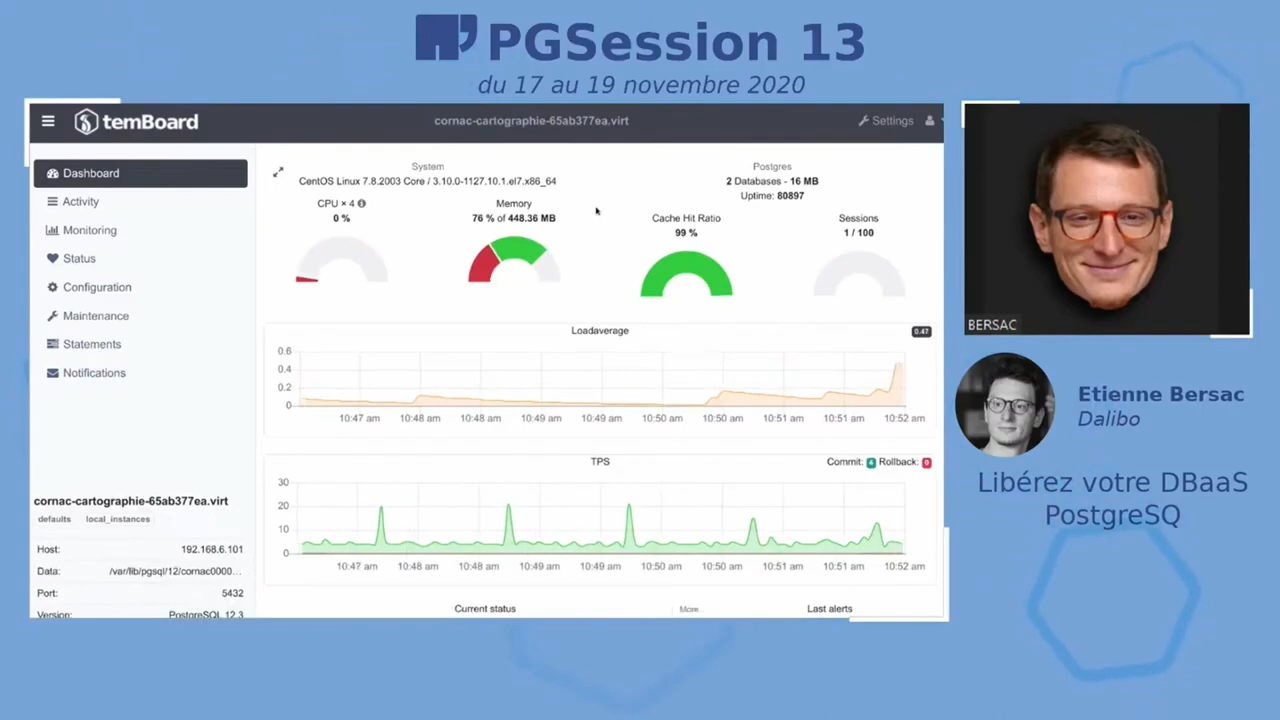 PGSession 13
du 17 au 19 novembre 2020
temBoard
cornac-cartographie-65ab377ea.virt
Settings
Dashboard
Activity
Monitoring
Status
Configuration
Maintenance
Statements
Notifications
cornac-cartographie-65ab377ea.virt
defaults local_instances
Host: 192.168.6.101
Data: /var/lib/pgsql/12/cornac0000...
Port: 5432
Version: PostgreSQL 12.3
System
CentOS Linux 7.8.2003 Core / 3.10.0-1127.10.1.el7.x86_64
CPU × 4
0 %
Memory
76 % of 448.36 MB
Postgres
2 Databases - 16 MB
Uptime: 80897
Cache Hit Ratio
99 %
Sessions
1 / 100
Loadaverage
0.47
0.6
0.4
0.2
0
10:47 am 10:48 am 10:48 am 10:49 am 10:49 am 10:50 am 10:50 am 10:51 am 10:51 am 10:52 am
TPS
Commit: 4 Rollback: 0
30
20
10
0
10:47 am 10:48 am 10:48 am 10:49 am 10:49 am 10:50 am 10:50 am 10:51 am 10:51 am 10:52 am
Current status
More..
Last alerts
BERSAC
Etienne Bersac
Dalibo
Libérez votre DBaaS
PostgreSQ